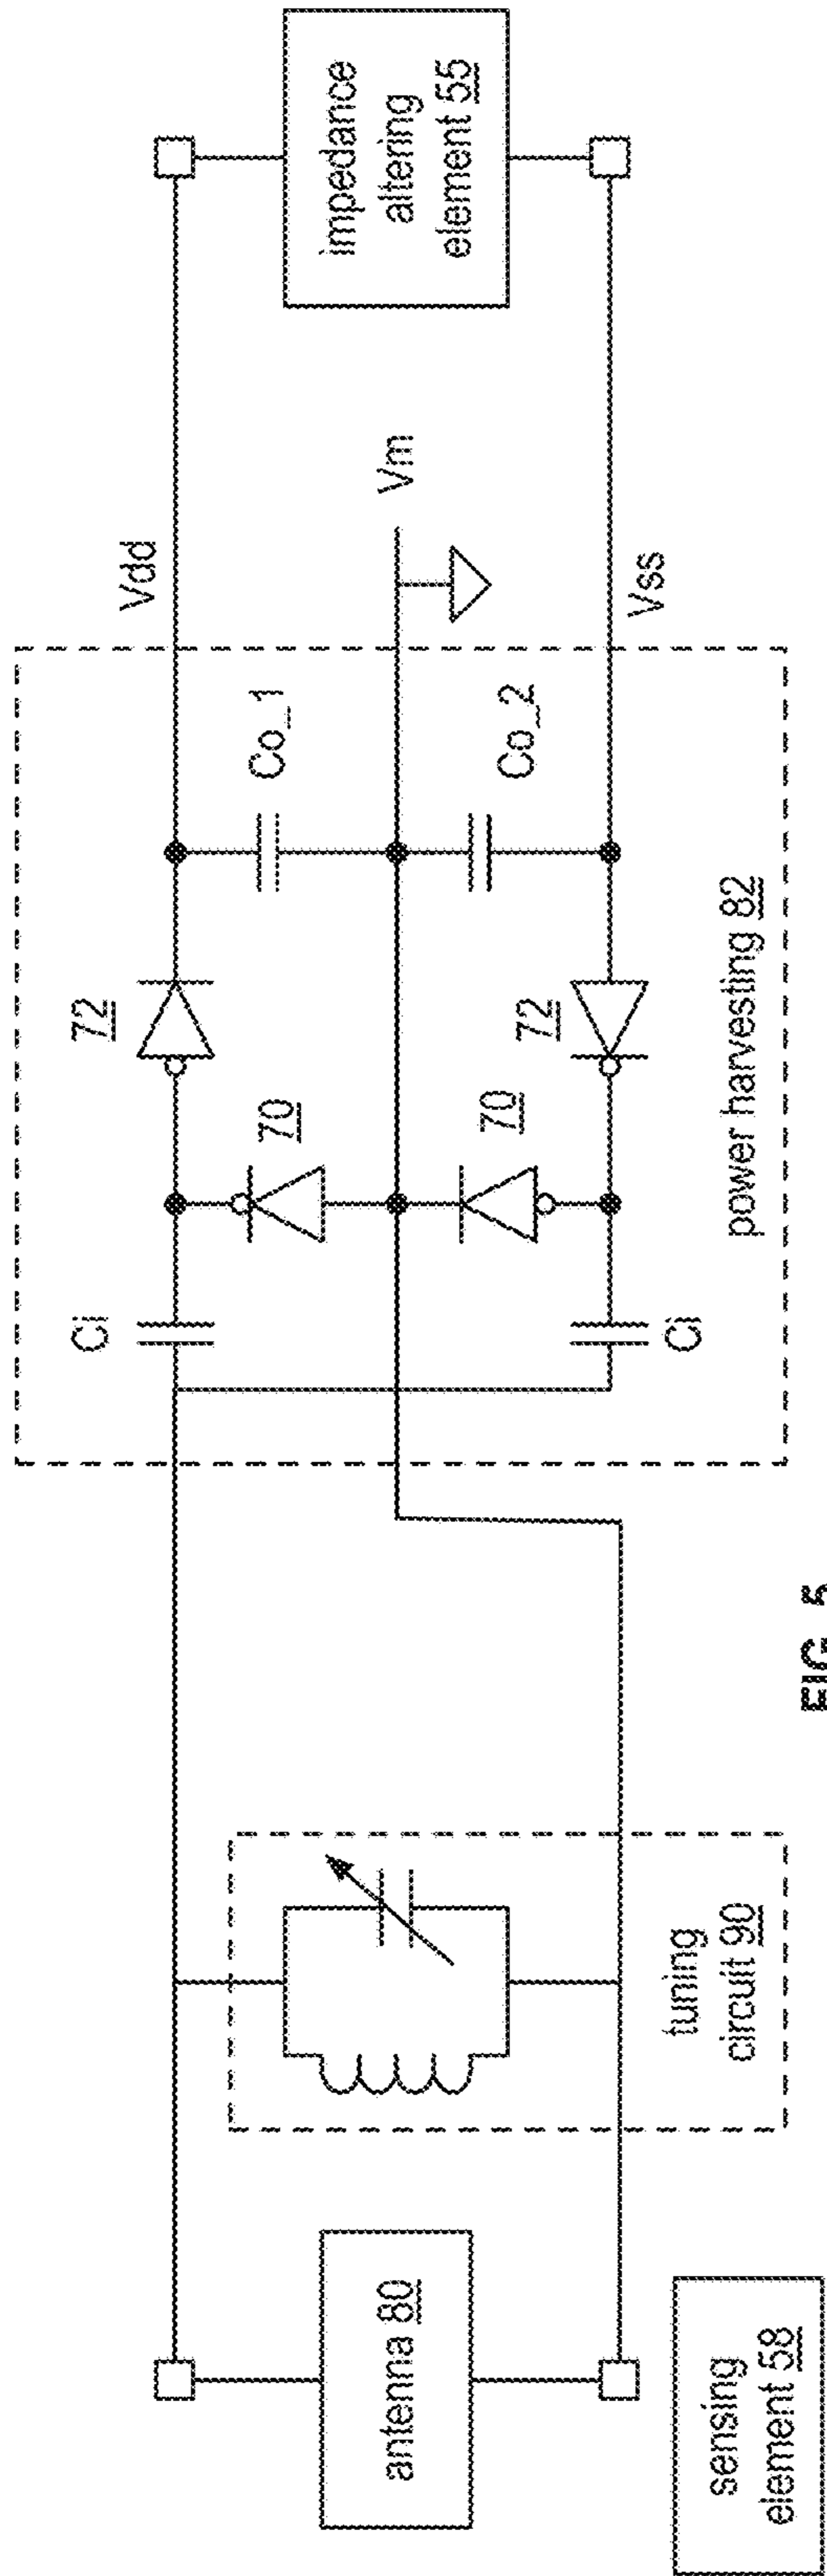 antenna 80
sensing
element 58
tuning
circuit 90
FIG. 5
Ci
Ci
70
70
72
72
Co_1
Co_2
power harvesting 82
Vdd
Vm
Vss
impedance
altering
element 55